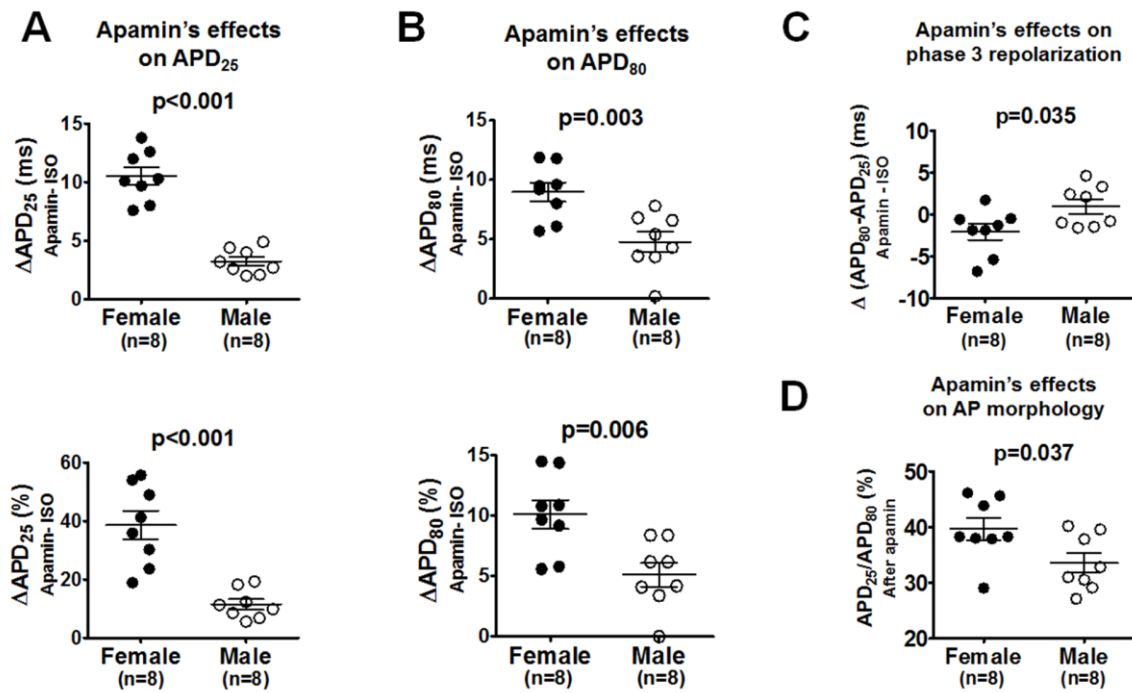 A
Apamin's effects
on APD25
p<0.001
15
10
5
0
ΔAPD25 (ms)
Apamin- ISO
Female
Male
(n=8)
(n=8)
p<0.001
60
40
20
0
ΔAPD25 (%)
Apamin- ISO
Female
Male
(n=8)
(n=8)
B
Apamin's effects
on APD80
p=0.003
15
10
5
0
ΔAPD80 (ms)
Apamin- ISO
Female
Male
(n=8)
(n=8)
p=0.006
15
10
5
0
ΔAPD80 (%)
Apamin- ISO
Female
Male
(n=8)
(n=8)
C
Apamin's effects on
phase 3 repolarization
p=0.035
10
5
0
-5
-10
Δ (APD80-APD25) (ms)
Apamin - ISO
Female
Male
(n=8)
(n=8)
D
Apamin's effects
on AP morphology
p=0.037
50
40
30
20
APD25/APD80 (%)
After apamin
Female
Male
(n=8)
(n=8)